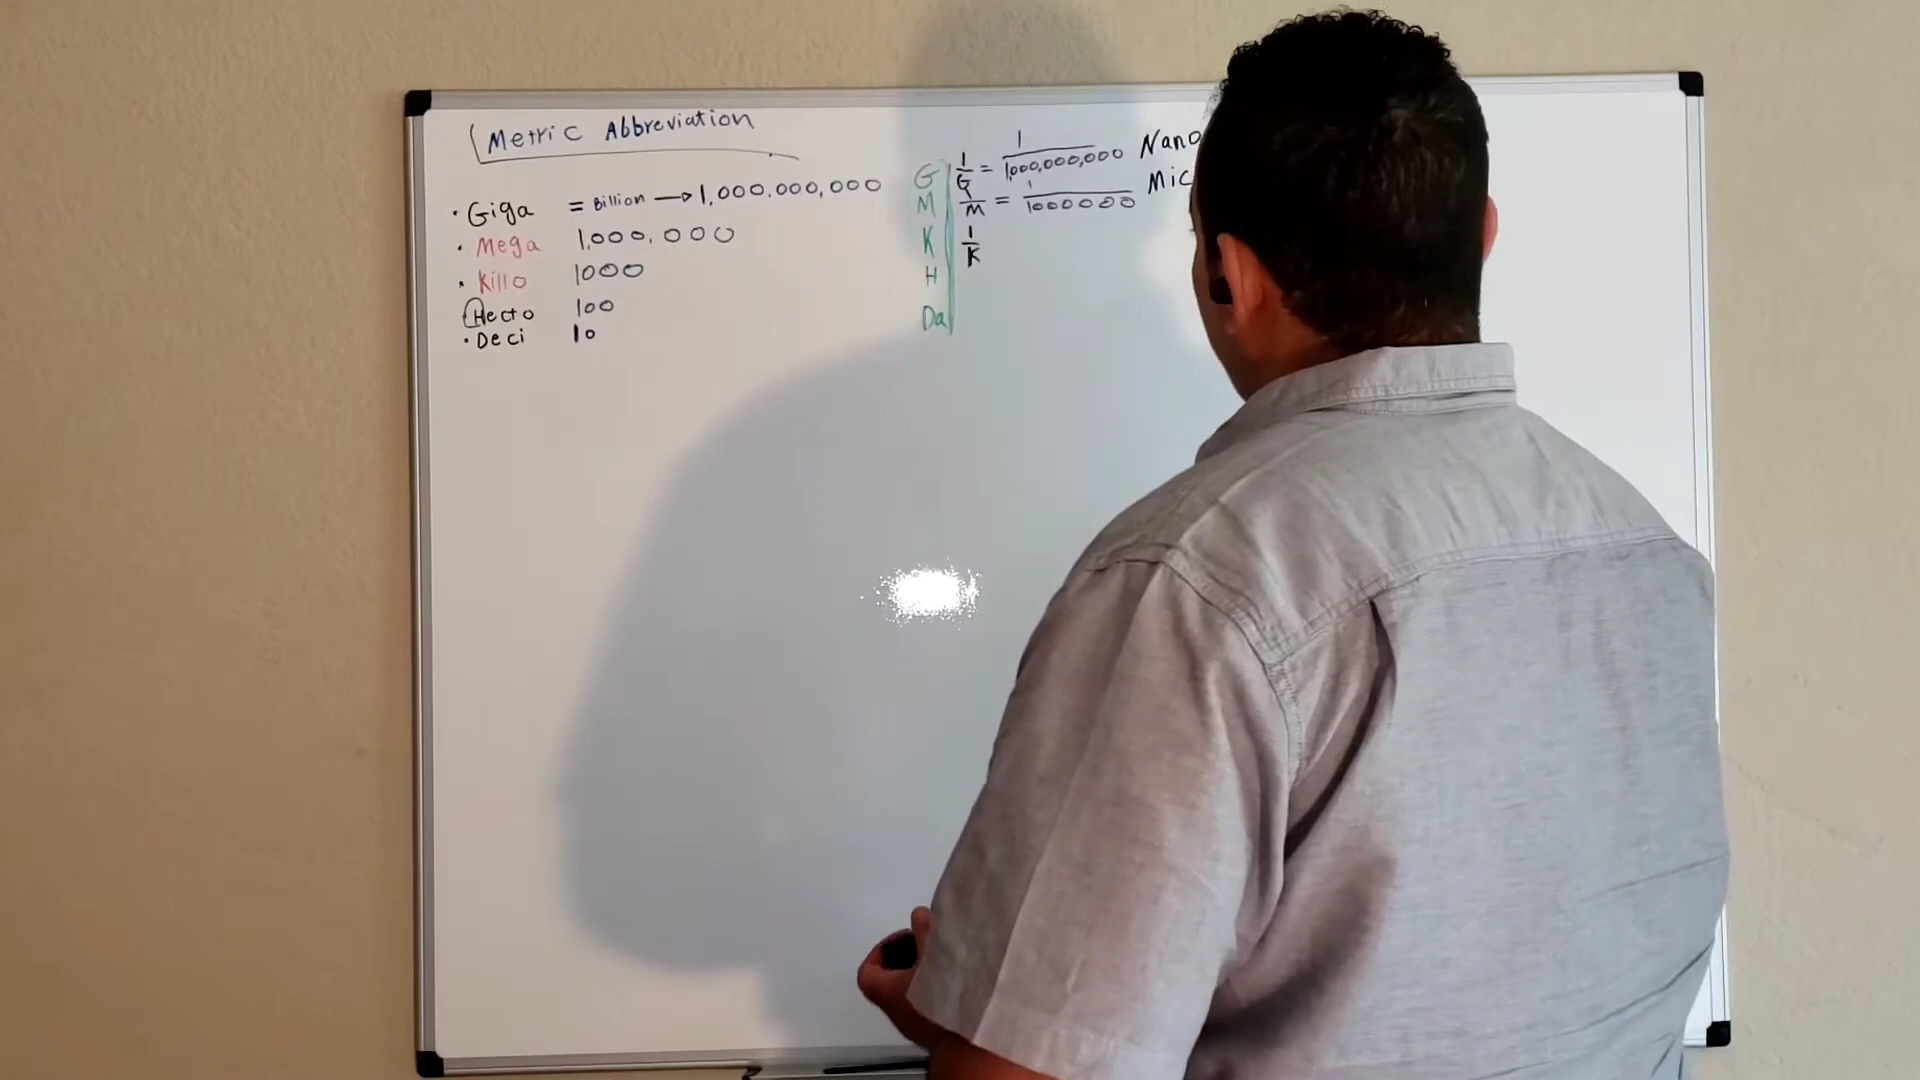 Metric Abbreviation
• Giga = Billion → 1,000,000,000
• Mega 1,000,000
• Killo 1000
Hecto 100
• Deci 10
G 1/G = 1/1,000,000,000 Nano
M 1/M = 1/1000000 Mic
K 1/K
H
Da